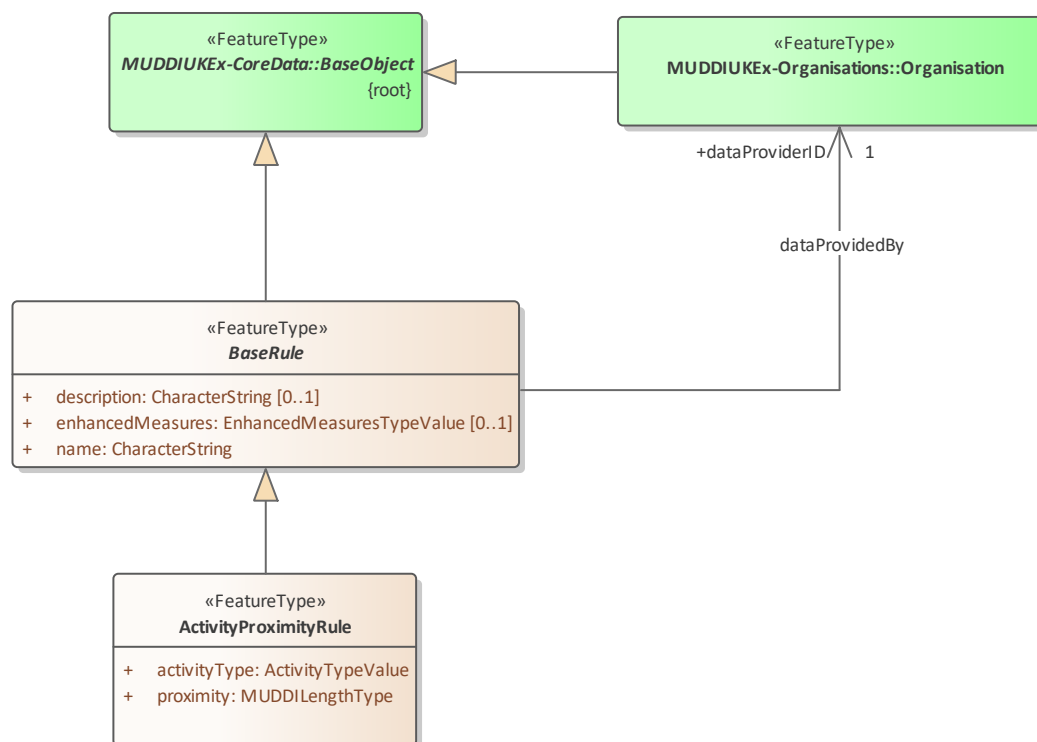 «FeatureType»
MUDDIUKEx-CoreData::BaseObject
{root}
«FeatureType»
MUDDIUKEx-Organisations::Organisation
+dataProviderID
1
dataProvidedBy
«FeatureType»
BaseRule
+ description: CharacterString [0..1]
+ enhancedMeasures: EnhancedMeasuresTypeValue [0..1]
+ name: CharacterString
«FeatureType»
ActivityProximityRule
+ activityType: ActivityTypeValue
+ proximity: MUDDILengthType